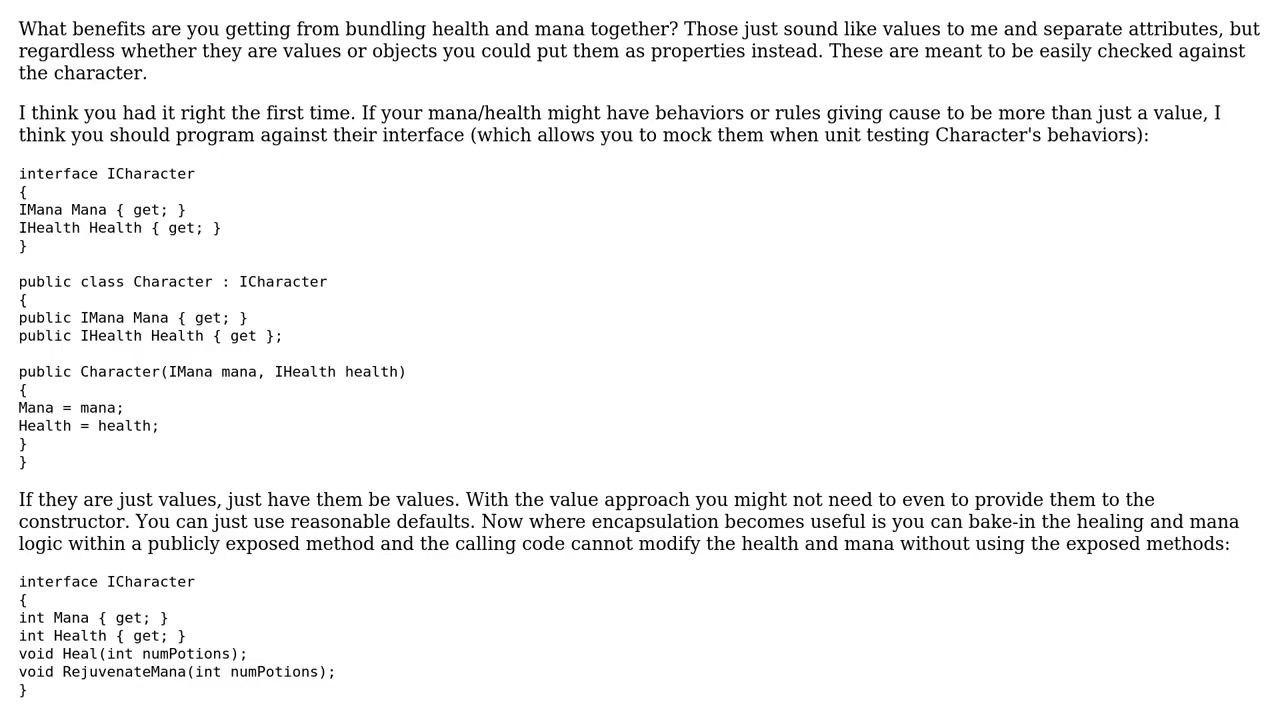 What benefits are you getting from bundling health and mana together? Those just sound like values to me and separate attributes, but
regardless whether they are values or objects you could put them as properties instead. These are meant to be easily checked against
the character.
I think you had it right the first time. If your mana/health might have behaviors or rules giving cause to be more than just a value, I
think you should program against their interface (which allows you to mock them when unit testing Character's behaviors):
interface ICharacter
{
IMana Mana { get; }
IHealth Health { get; }
}
public class Character : ICharacter
{
public IMana Mana { get; }
public IHealth Health { get };
public Character(IMana mana, IHealth health)
{
Mana = mana;
Health = health;
}
}
If they are just values, just have them be values. With the value approach you might not need to even to provide them to the
constructor. You can just use reasonable defaults. Now where encapsulation becomes useful is you can bake-in the healing and mana
logic within a publicly exposed method and the calling code cannot modify the health and mana without using the exposed methods:
interface ICharacter
{
int Mana { get; }
int Health { get; }
void Heal(int numPotions);
void RejuvenateMana(int numPotions);
}